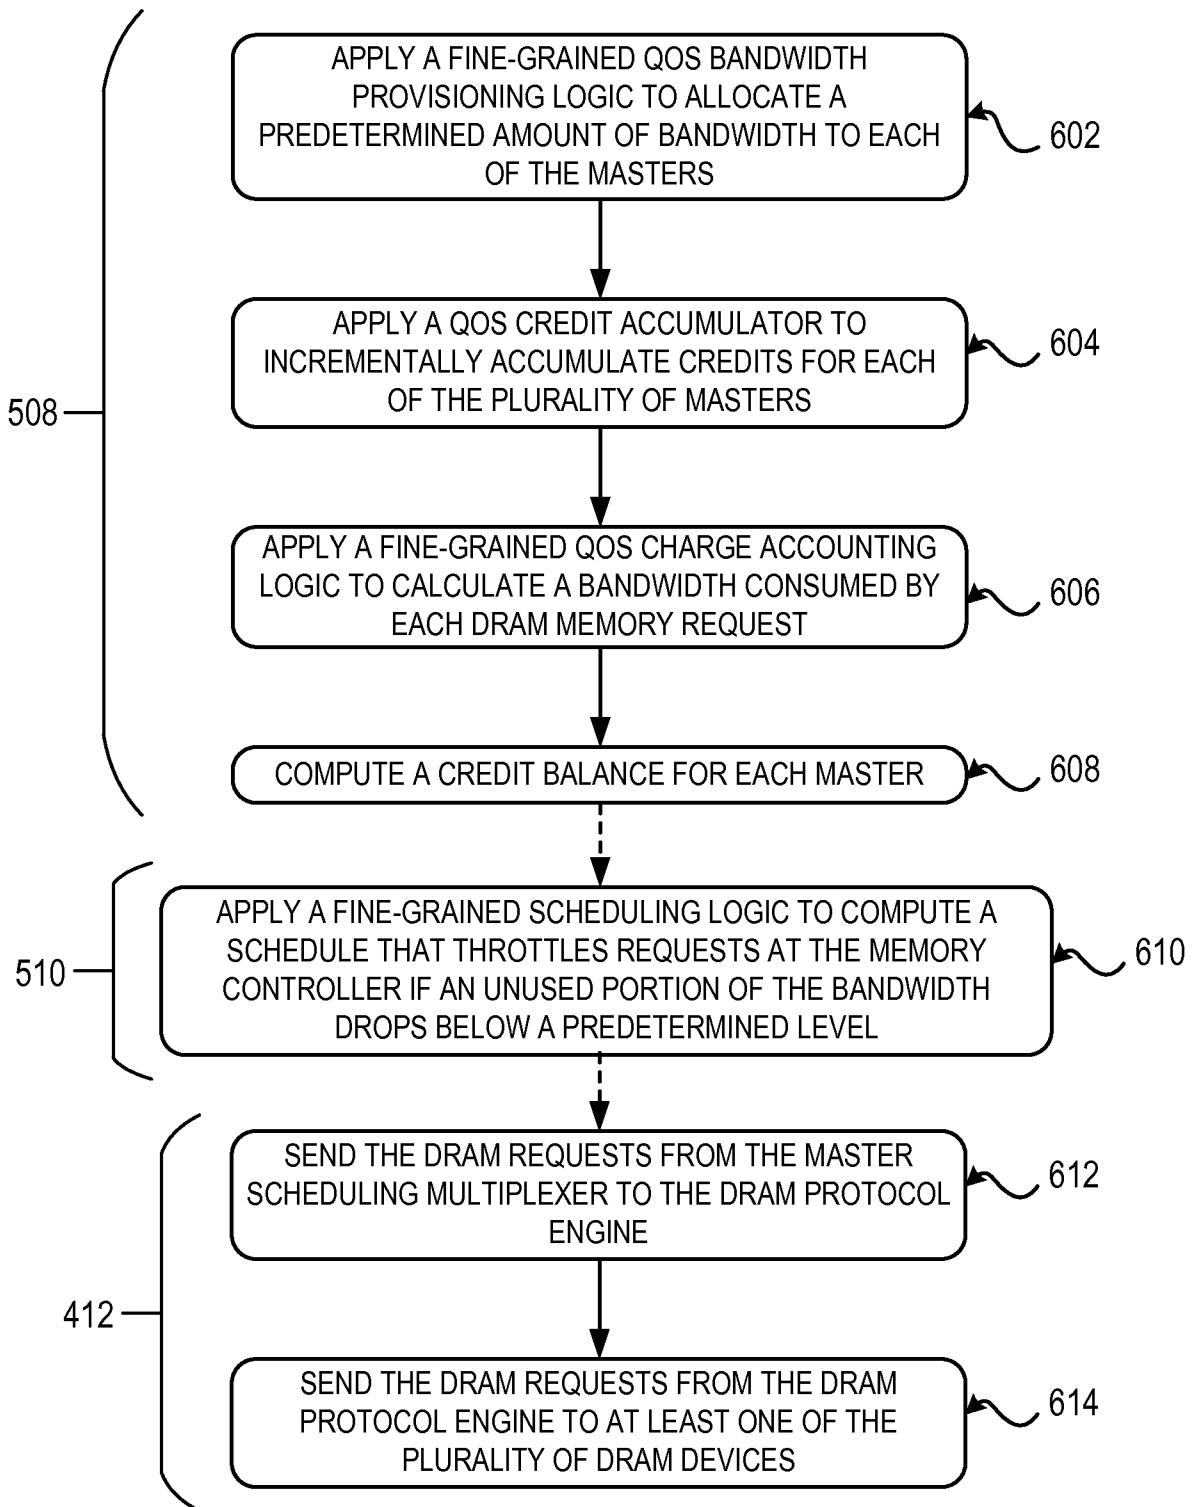 APPLY A FINE-GRAINED QOS BANDWIDTH
PROVISIONING LOGIC TO ALLOCATE A
PREDETERMINED AMOUNT OF BANDWIDTH TO EACH
OF THE MASTERS
602
APPLY A QOS CREDIT ACCUMULATOR TO
INCREMENTALLY ACCUMULATE CREDITS FOR EACH
OF THE PLURALITY OF MASTERS
604
508
APPLY A FINE-GRAINED QOS CHARGE ACCOUNTING
LOGIC TO CALCULATE A BANDWIDTH CONSUMED BY
EACH DRAM MEMORY REQUEST
606
COMPUTE A CREDIT BALANCE FOR EACH MASTER
608
APPLY A FINE-GRAINED SCHEDULING LOGIC TO COMPUTE A
SCHEDULE THAT THROTTLES REQUESTS AT THE MEMORY
CONTROLLER IF AN UNUSED PORTION OF THE BANDWIDTH
DROPS BELOW A PREDETERMINED LEVEL
610
510
SEND THE DRAM REQUESTS FROM THE MASTER
SCHEDULING MULTIPLEXER TO THE DRAM PROTOCOL
ENGINE
612
412
SEND THE DRAM REQUESTS FROM THE DRAM
PROTOCOL ENGINE TO AT LEAST ONE OF THE
PLURALITY OF DRAM DEVICES
614